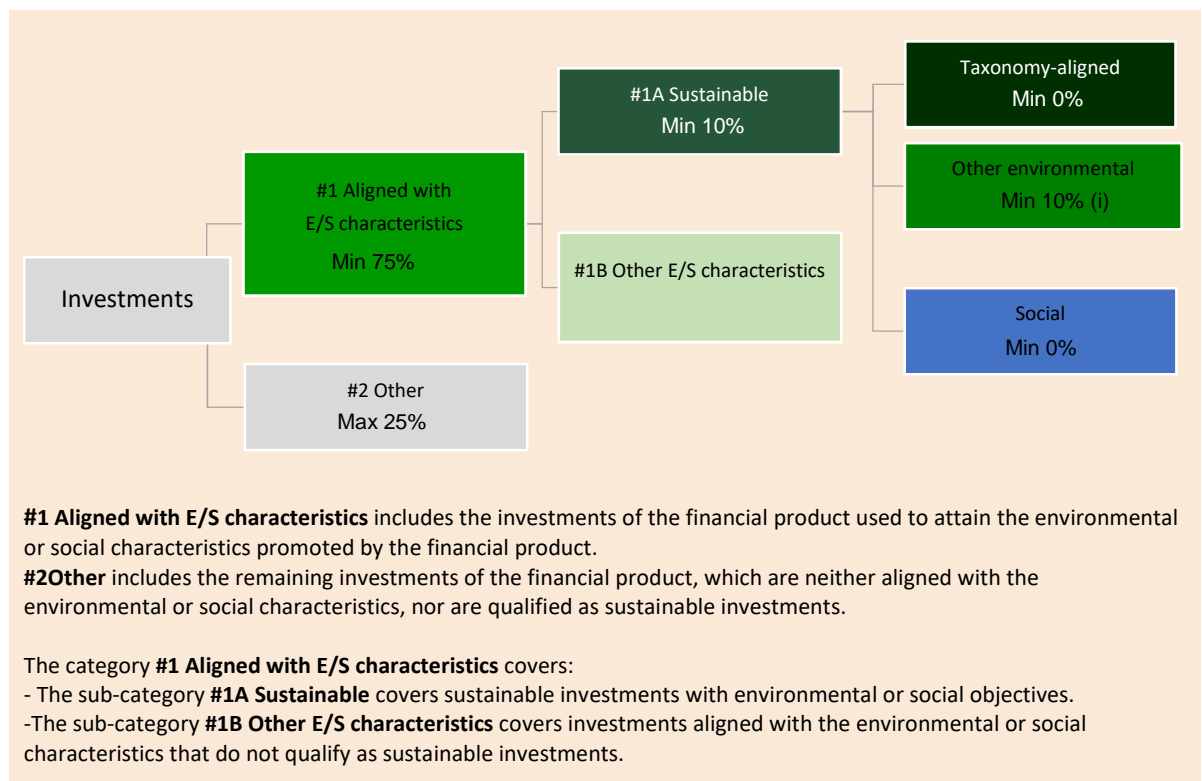 Taxonomy-aligned
Min 0%
#1A Sustainable
Min 10%
Other environmental
Min 10% (i)
#1 Aligned with
E/S characteristics
Min 75%
#1B Other E/S characteristics
Investments
Social
Min 0%
#2 Other
Max 25%
#1 Aligned with E/S characteristics includes the investments of the financial product used to attain the environmental
or social characteristics promoted by the financial product.
#2Other includes the remaining investments of the financial product, which are neither aligned with the
environmental or social characteristics, nor are qualified as sustainable investments.
The category #1 Aligned with E/S characteristics covers:
- The sub-category #1A Sustainable covers sustainable investments with environmental or social objectives.
-The sub-category #1B Other E/S characteristics covers investments aligned with the environmental or social
characteristics that do not qualify as sustainable investments.